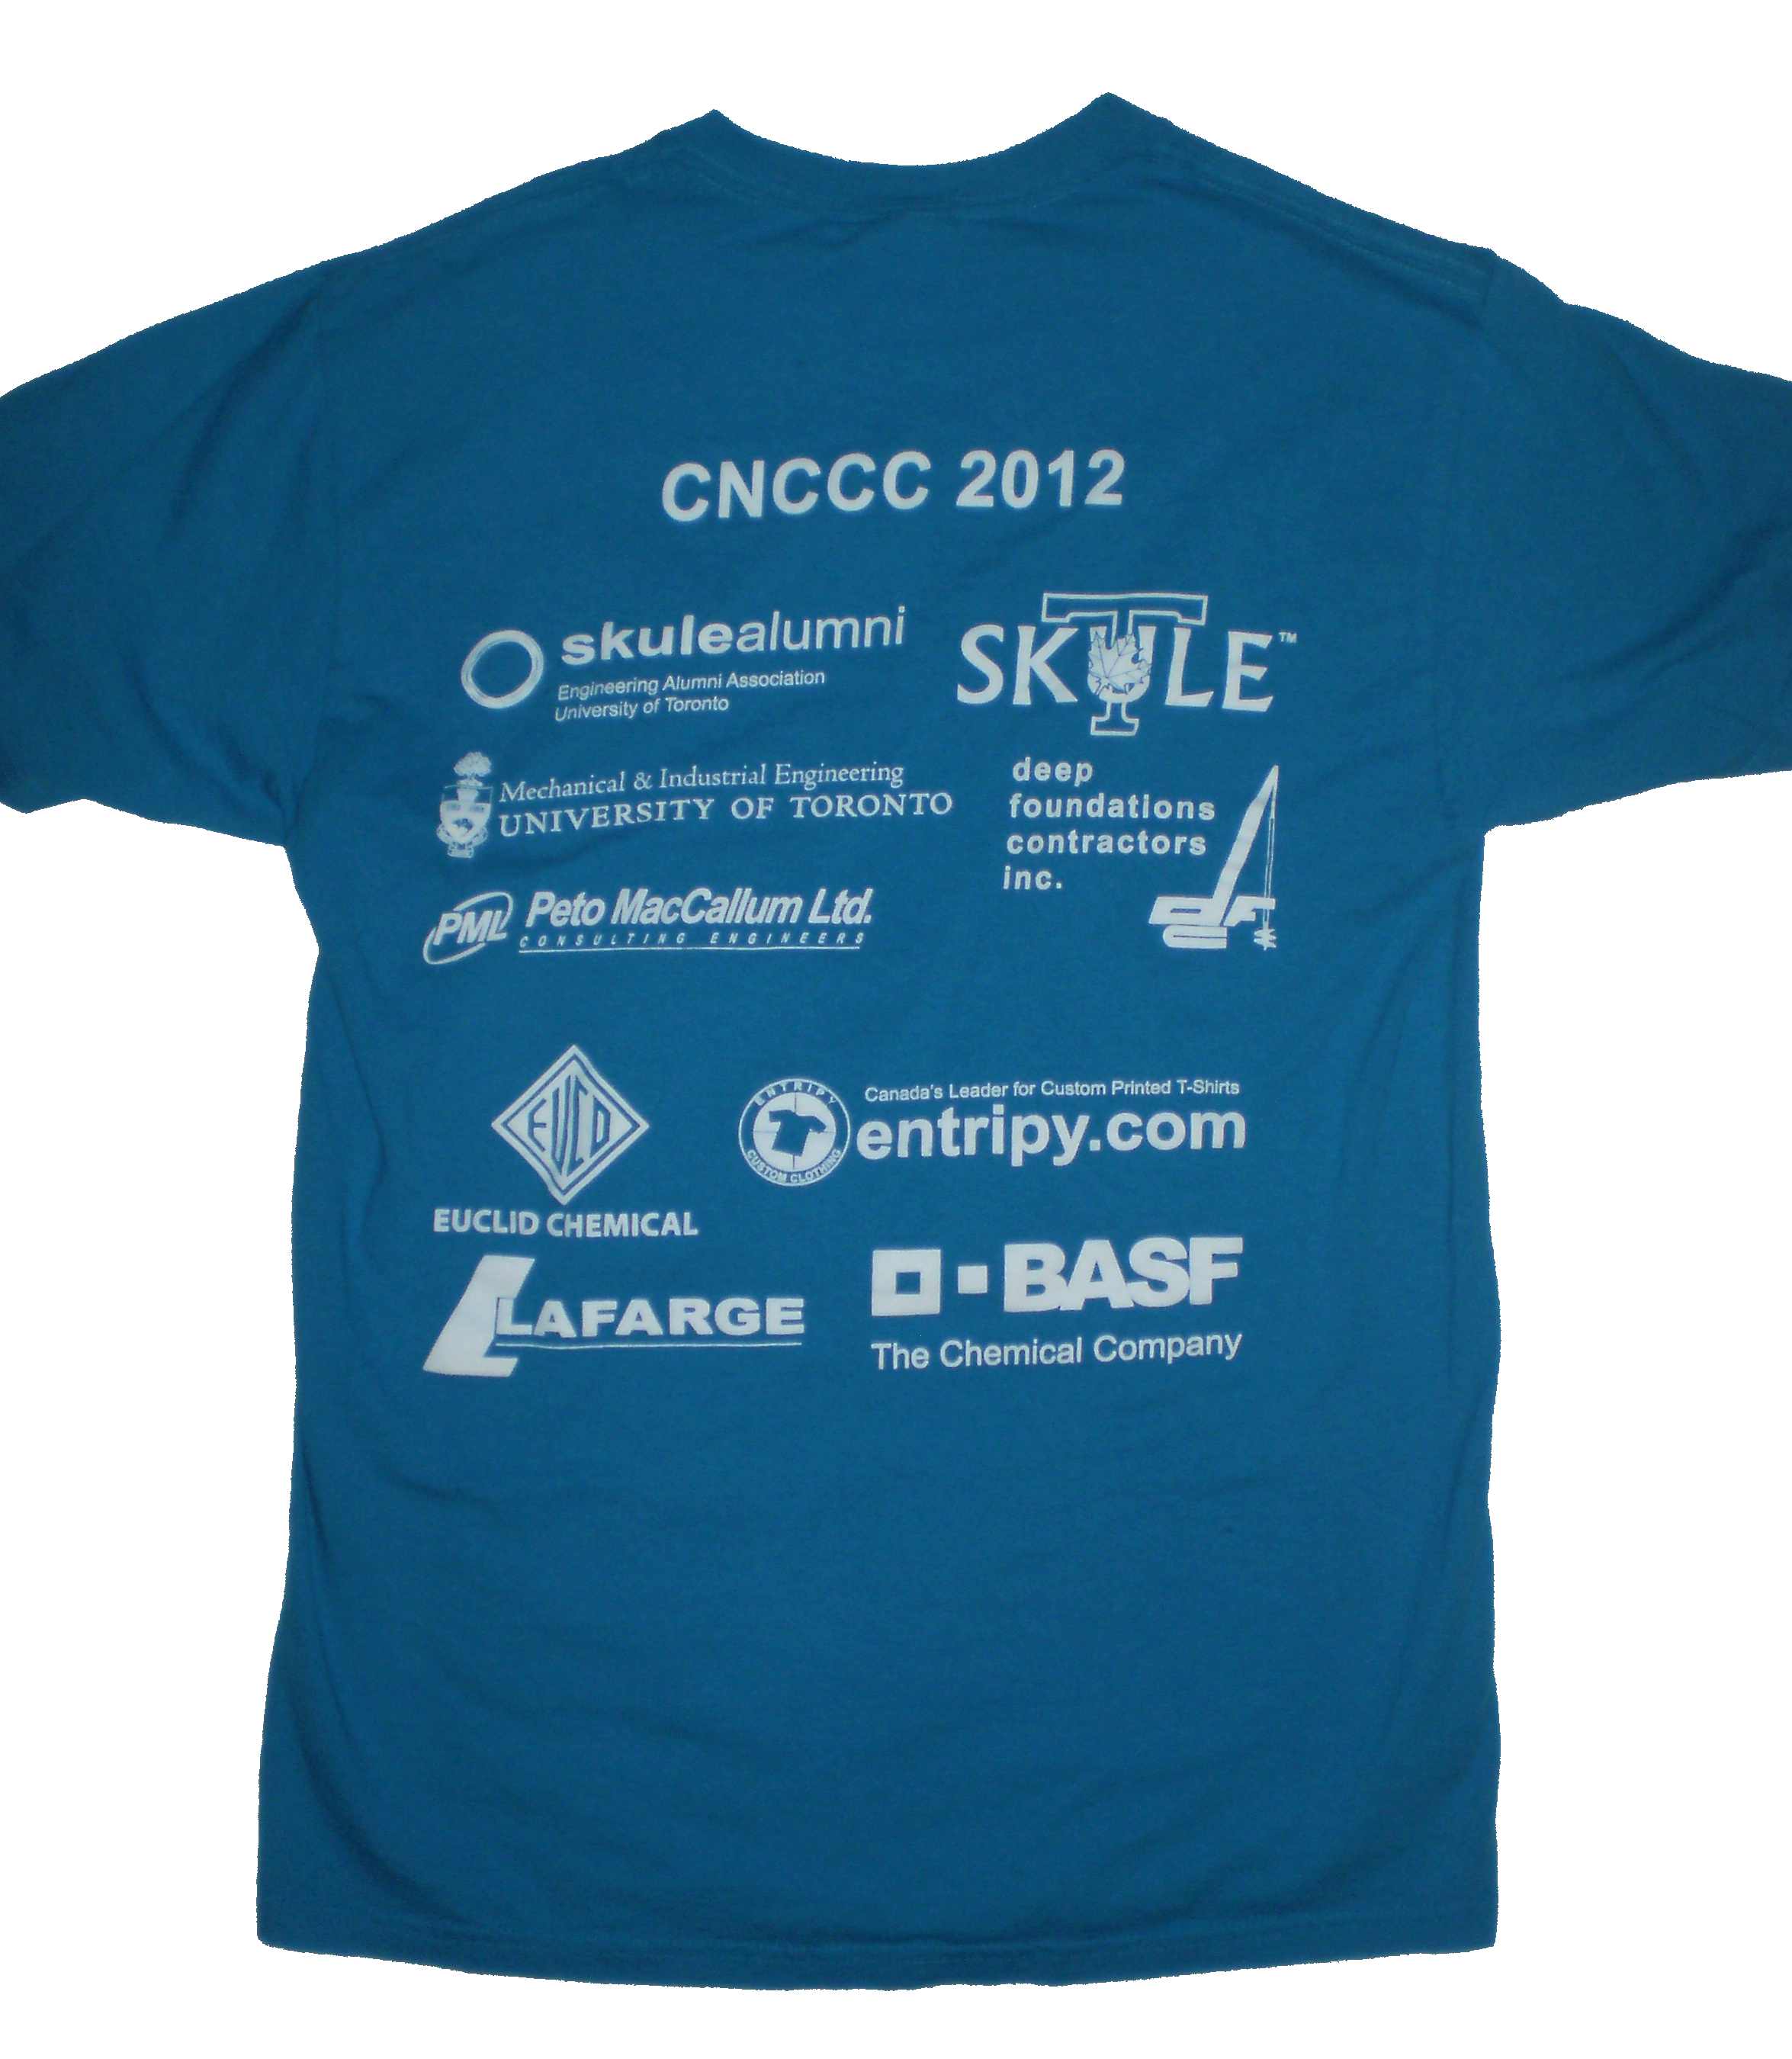 CNCCC 2012
skulealumni
Engineering Alumni Association
University of Toronto
SKULE™
Mechanical & Industrial Engineering
UNIVERSITY OF TORONTO
deep
foundations
contractors
inc.
PML Peto MacCallum Ltd.
CONSULTING ENGINEERS
EUCO
EUCLID CHEMICAL
ENTRIPY
CUSTOM CLOTHING
Canada's Leader for Custom Printed T-Shirts
entripy.com
LAFARGE
BASF
The Chemical Company